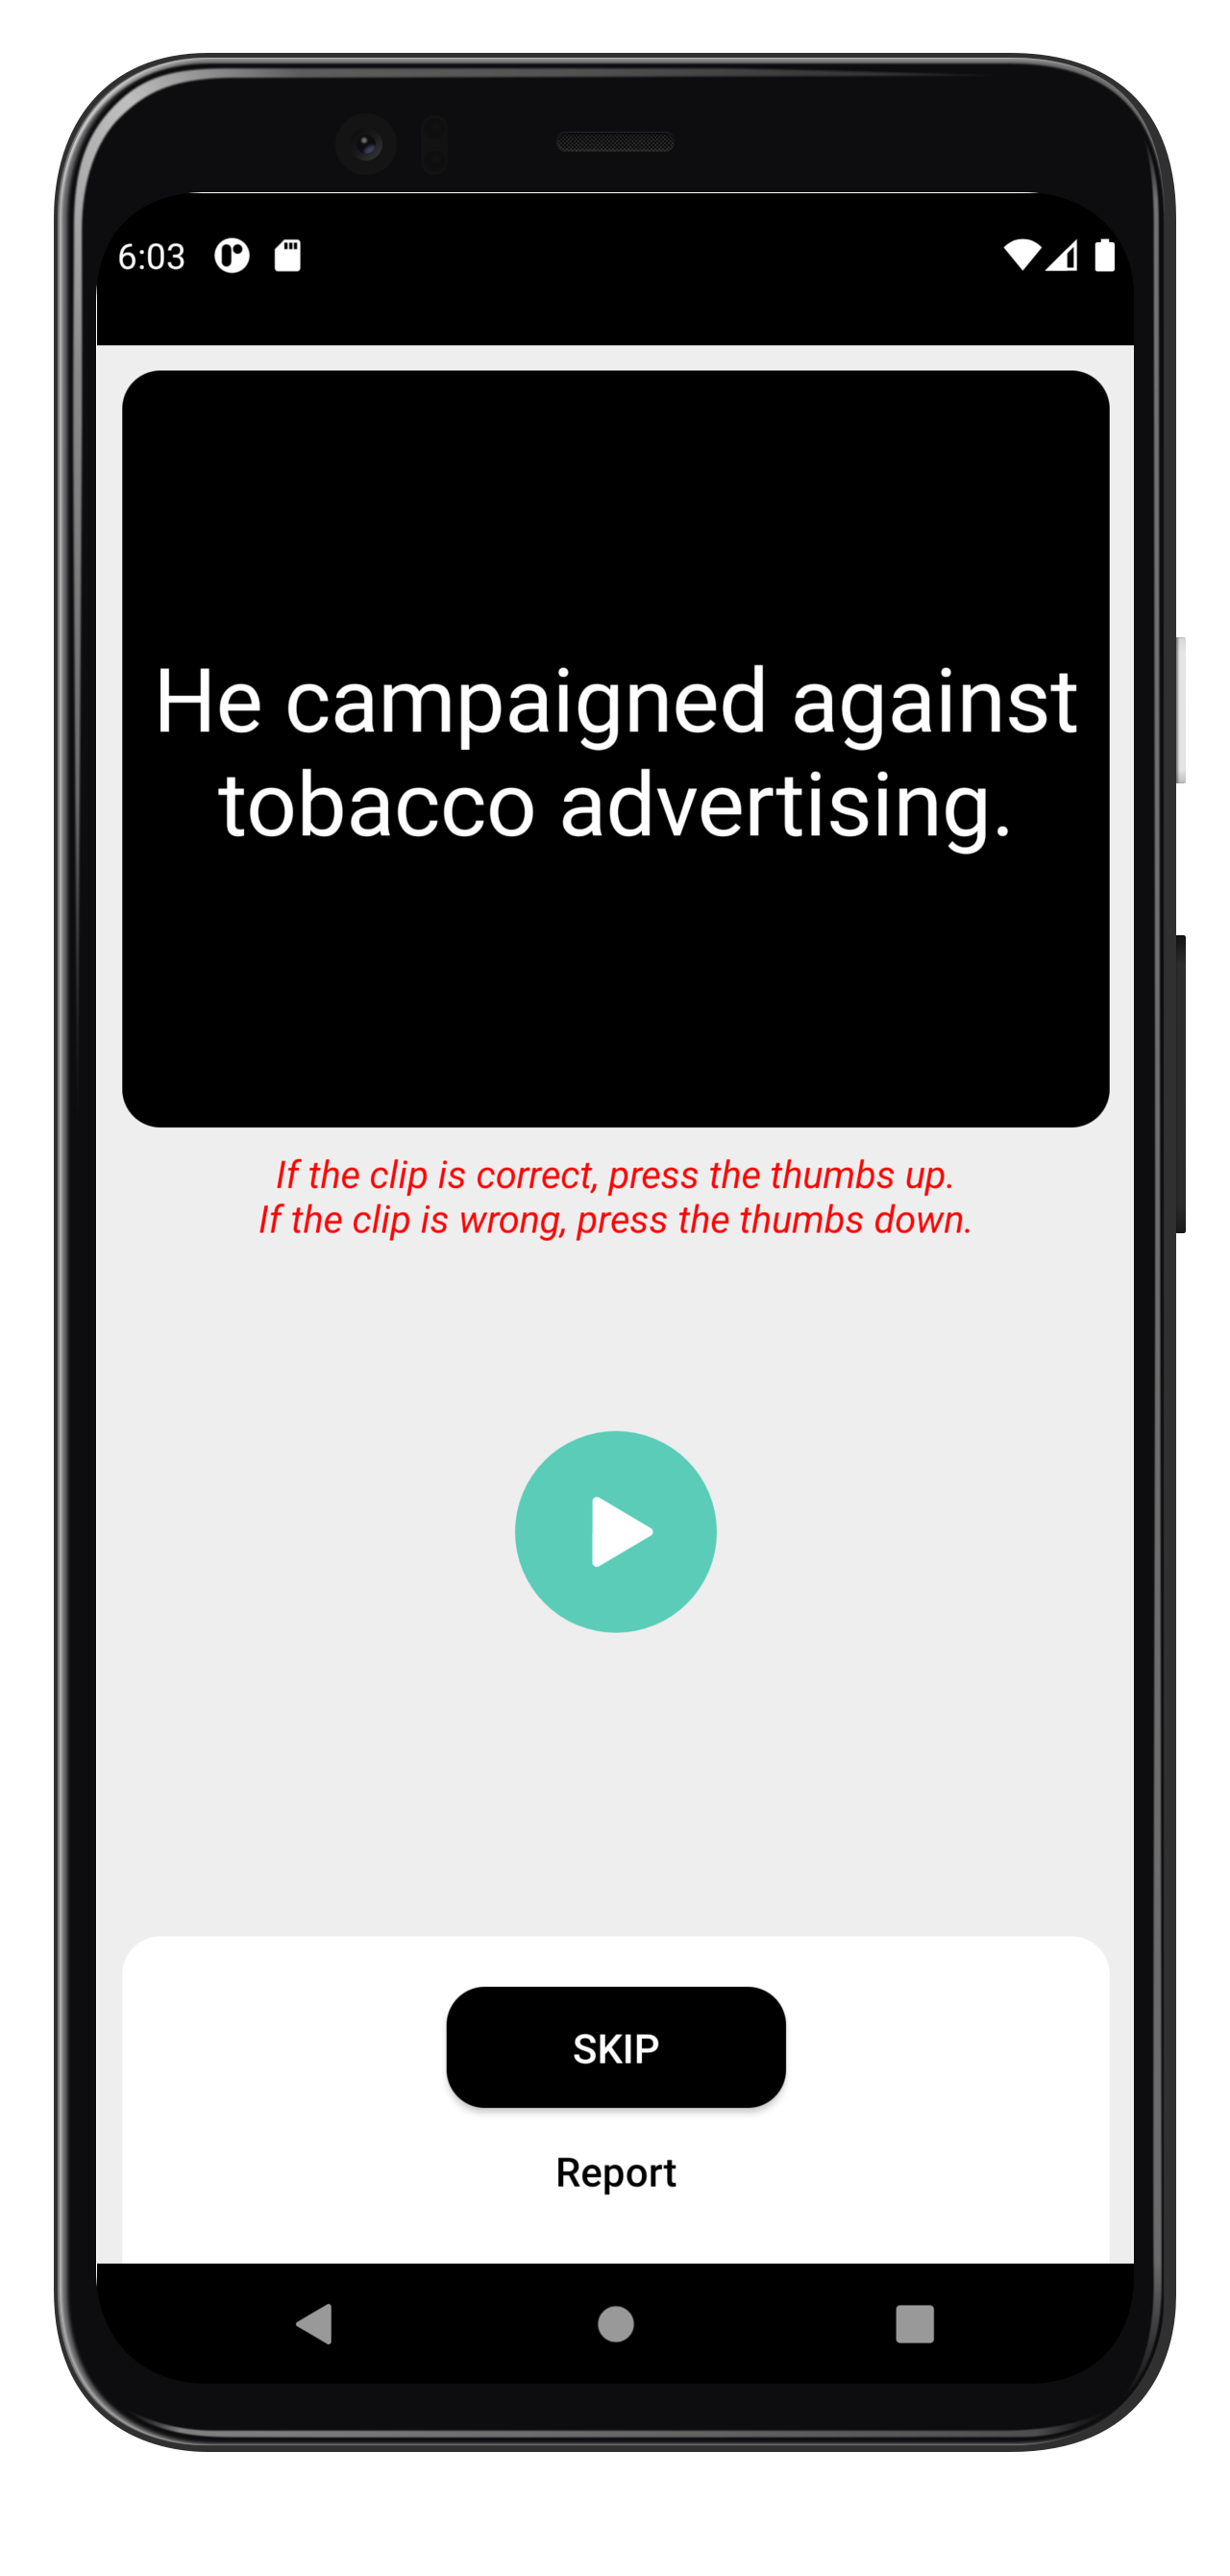 6:03
He campaigned against
tobacco advertising.
If the clip is correct, press the thumbs up.
If the clip is wrong, press the thumbs down.
SKIP
Report